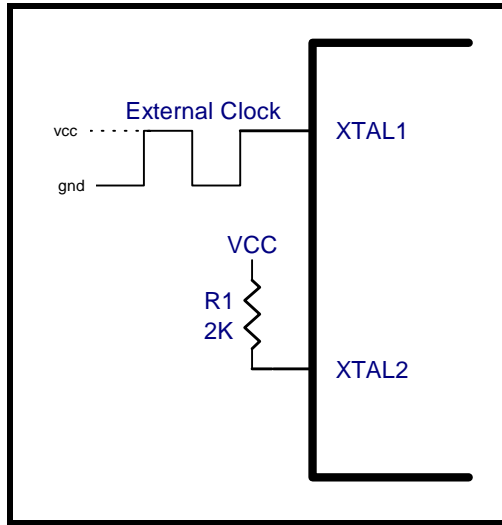 External Clock
vcc
XTAL1
gnd
VCC
R1
2K
XTAL2